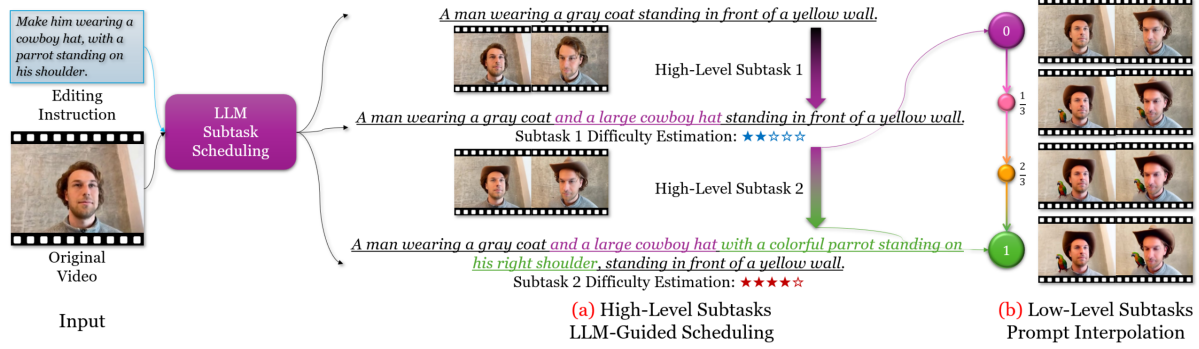 Make him wearing a
cowboy hat, with a
parrot standing on
his shoulder.
Editing
Instruction
Original
Video
Input
LLM
Subtask
Scheduling
A man wearing a gray coat standing in front of a yellow wall.
High-Level Subtask 1
A man wearing a gray coat and a large cowboy hat standing in front of a yellow wall.
Subtask 1 Difficulty Estimation: ★★☆☆☆
High-Level Subtask 2
A man wearing a gray coat and a large cowboy hat with a colorful parrot standing on
his right shoulder, standing in front of a yellow wall.
Subtask 2 Difficulty Estimation: ★★★★☆
(a) High-Level Subtasks
LLM-Guided Scheduling
0
1/3
2/3
1
(b) Low-Level Subtasks
Prompt Interpolation